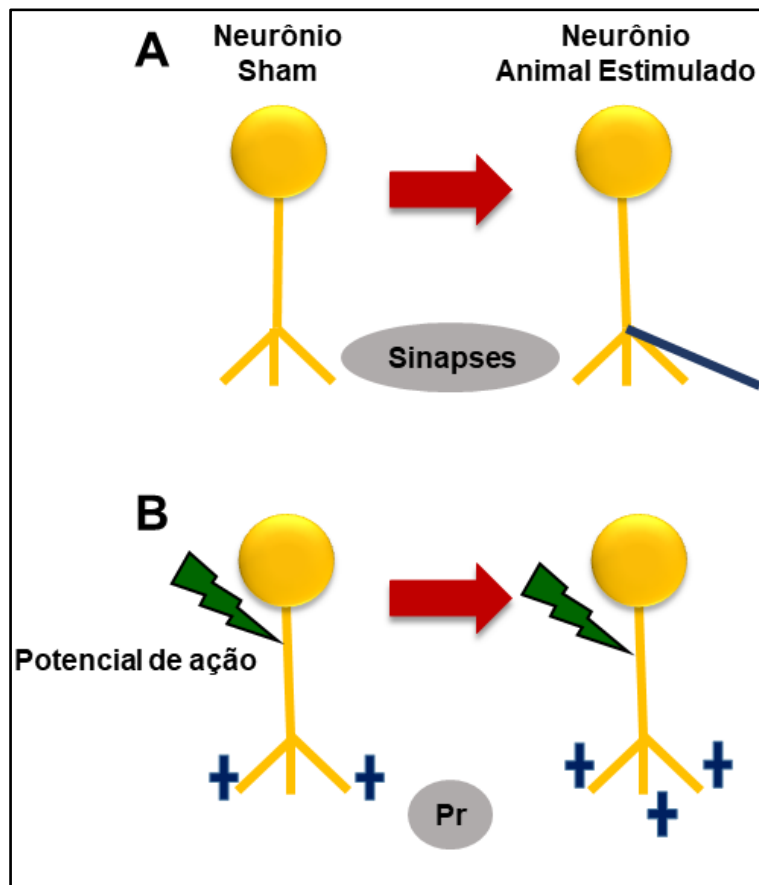 A
Neurônio
Sham
Neurônio
Animal Estimulado
Sinapses
B
Potencial de ação
Pr